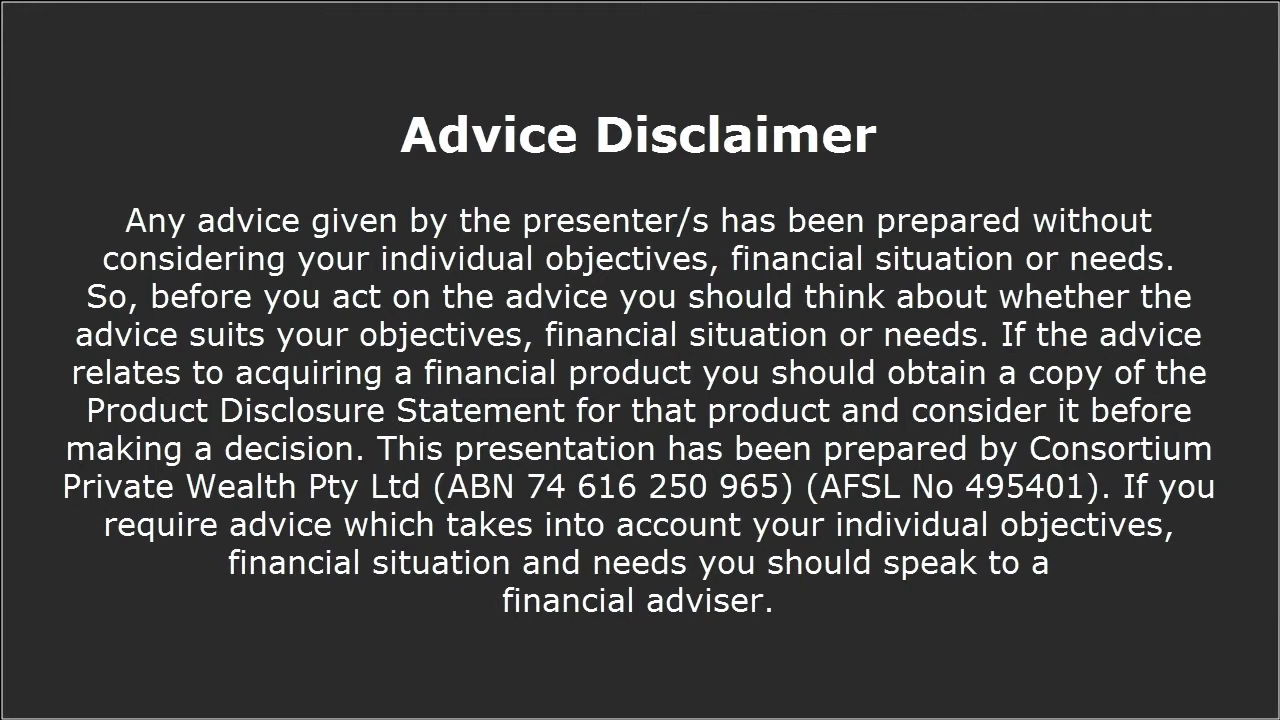 Advice Disclaimer
Any advice given by the presenter/s has been prepared without
considering your individual objectives, financial situation or needs.
So, before you act on the advice you should think about whether the
advice suits your objectives, financial situation or needs. If the advice
relates to acquiring a financial product you should obtain a copy of the
Product Disclosure Statement for that product and consider it before
making a decision. This presentation has been prepared by Consortium
Private Wealth Pty Ltd (ABN 74 616 250 965) (AFSL No 495401). If you
require advice which takes into account your individual objectives,
financial situation and needs you should speak to a
financial adviser.